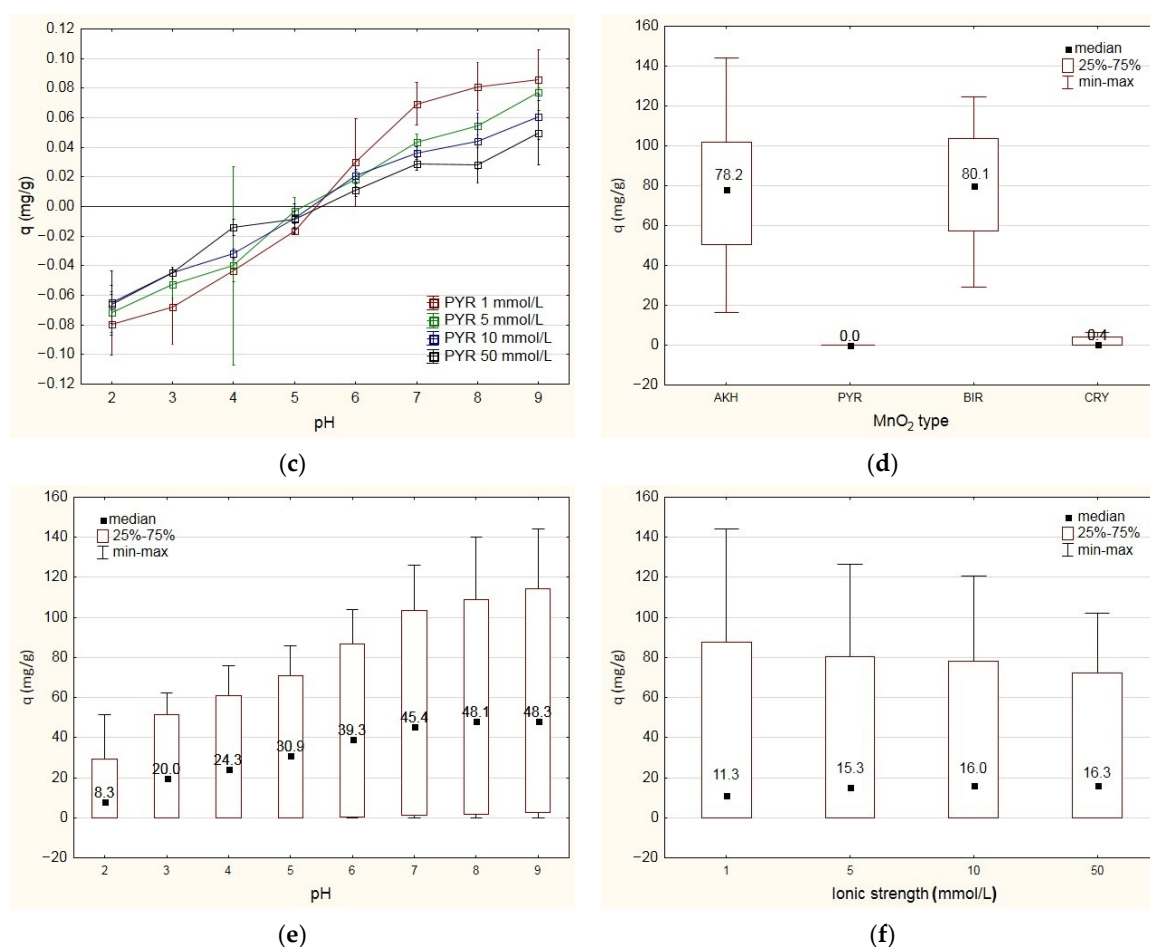 0.12
0.10
0.08
0.06
0.04
0.02
0.00
−0.02
−0.04
−0.06
−0.08
−0.10
−0.12
q (mg/g)
PYR 1 mmol/L
PYR 5 mmol/L
PYR 10 mmol/L
PYR 50 mmol/L
2 3 4 5 6 7 8 9
pH
(c)
160
140
120
100
80
60
40
20
0
−20
q (mg/g)
median
25%-75%
min-max
78.2
0.0
80.1
0.4
AKH PYR BIR CRY
MnO2 type
(d)
160
140
120
100
80
60
40
20
0
−20
q (mg/g)
median
25%-75%
min-max
8.3
20.0
24.3
30.9
39.3
45.4
48.1
48.3
2 3 4 5 6 7 8 9
pH
(e)
160
140
120
100
80
60
40
20
0
−20
q (mg/g)
median
25%-75%
min-max
11.3
15.3
16.0
16.3
1 5 10 50
Ionic strength (mmol/L)
(f)